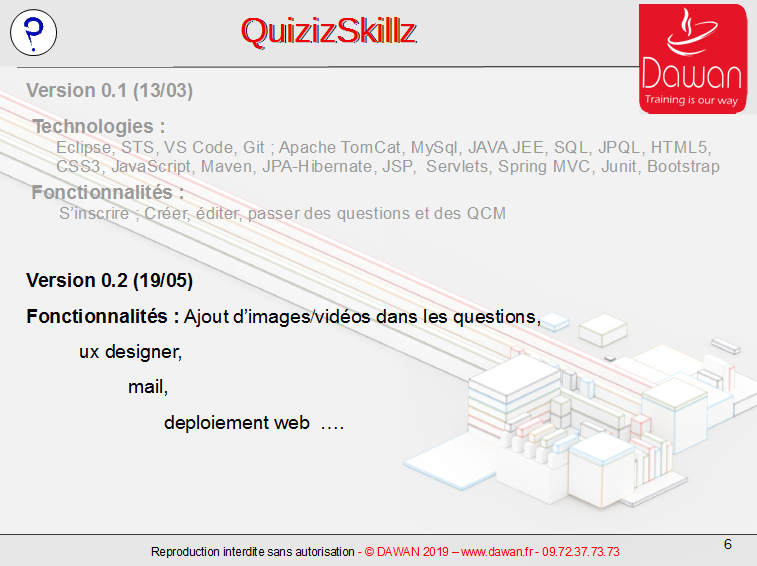 ?
QuizizSkillz
Dawan
Training is our way
Version 0.1 (13/03)
Technologies :
Eclipse, STS, VS Code, Git ; Apache TomCat, MySql, JAVA JEE, SQL, JPQL, HTML5,
CSS3, JavaScript, Maven, JPA-Hibernate, JSP, Servlets, Spring MVC, Junit, Bootstrap
Fonctionnalités :
S’inscrire ; Créer, éditer, passer des questions et des QCM
Version 0.2 (19/05)
Fonctionnalités : Ajout d’images/vidéos dans les questions,
ux designer,
mail,
deploiement web ….
Reproduction interdite sans autorisation - © DAWAN 2019 – www.dawan.fr - 09.72.37.73.73
6